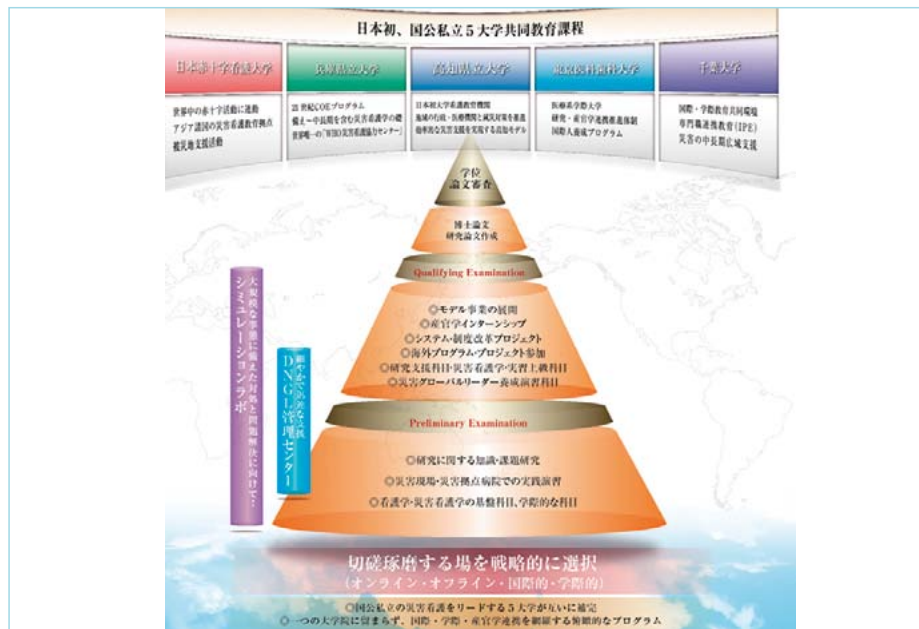 日本初、国公私立5大学共同教育課程
日本赤十字看護大学
兵庫県立大学
高知県立大学
東京医科歯科大学
千葉大学
世界中の赤十字活動に連動
アジア諸国の災害看護教育拠点
被災地支援活動
21世紀COEプログラム
備え～中長期を含む災害看護学の礎
世界唯一の「WHO災害看護協力センター」
日本初大学看護教育機関
地域の行政・医療機関と減災対策を推進
効率的な災害支援を実現する高知モデル
医療系学際大学
研究・産官学連携推進体制
国際人養成プログラム
国際・学際教育共同環境
専門職連携教育(IPE)
災害の中長期広域支援
学位
論文審査
博士論文
研究論文作成
Qualifying Examination
◎モデル事業の展開
◎産官学インターンシップ
◎システム・制度改革プロジェクト
◎海外プログラム・プロジェクト参加
◎研究支援科目・災害看護学・実習上級科目
◎災害グローバルリーダー養成演習科目
Preliminary Examination
◎研究に関する知識・課題研究
◎災害現場・災害拠点病院での実践演習
◎看護学・災害看護学の基盤科目、学際的な科目
大規模な事態に備えた対処と問題解決に向けて…
シミュレーションラボ
細やかで迅速な支援
DNGL管理センター
切磋琢磨する場を戦略的に選択
(オンライン・オフライン・国際的・学際的)
◎国公私立の災害看護をリードする5大学が互いに補完
◎一つの大学院に留まらず、国際・学際・産官学連携を網羅する俯瞰的なプログラム